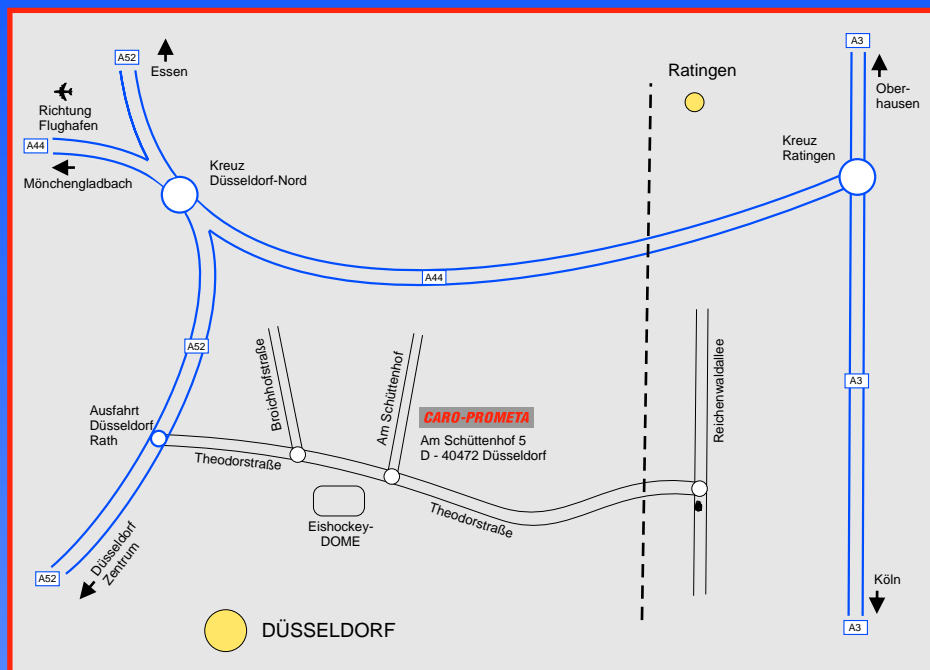 A52
Essen
A3
Ober-
hausen
Ratingen
Richtung
Flughafen
A44
Mönchengladbach
Kreuz
Düsseldorf-Nord
Kreuz
Ratingen
A44
A52
Broichhofstraße
Am Schüttenhof
Reichenwaldallee
A3
CARO-PROMETA
Am Schüttenhof 5
D - 40472 Düsseldorf
Ausfahrt
Düsseldorf
Rath
Theodorstraße
Theodorstraße
Eishockey-
DOME
Düsseldorf
Zentrum
A52
Köln
A3
DÜSSELDORF